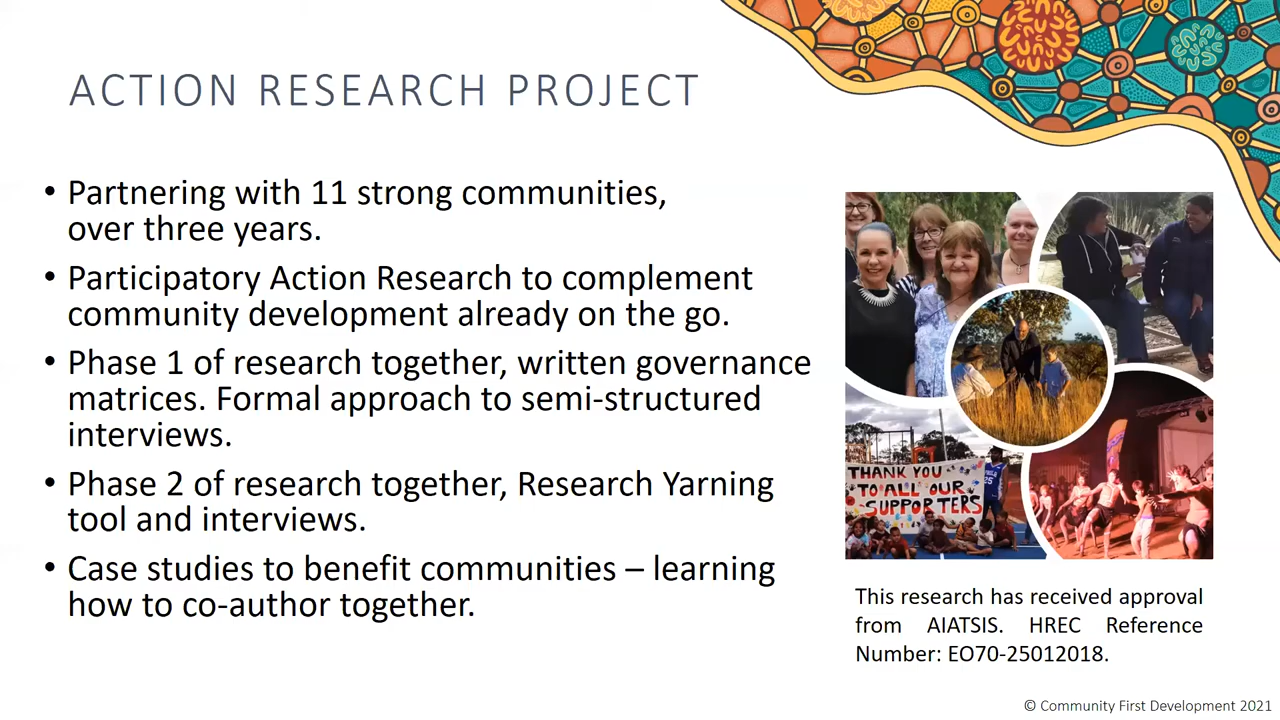 ACTION RESEARCH PROJECT
• Partnering with 11 strong communities,
over three years.
• Participatory Action Research to complement
community development already on the go.
• Phase 1 of research together, written governance
matrices. Formal approach to semi-structured
interviews.
• Phase 2 of research together, Research Yarning
tool and interviews.
• Case studies to benefit communities – learning
how to co-author together.
THANK YOU
TO ALL OUR
SUPPORTERS
PHILA
25
This research has received approval
from AIATSIS. HREC Reference
Number: EO70-25012018.
© Community First Development 2021